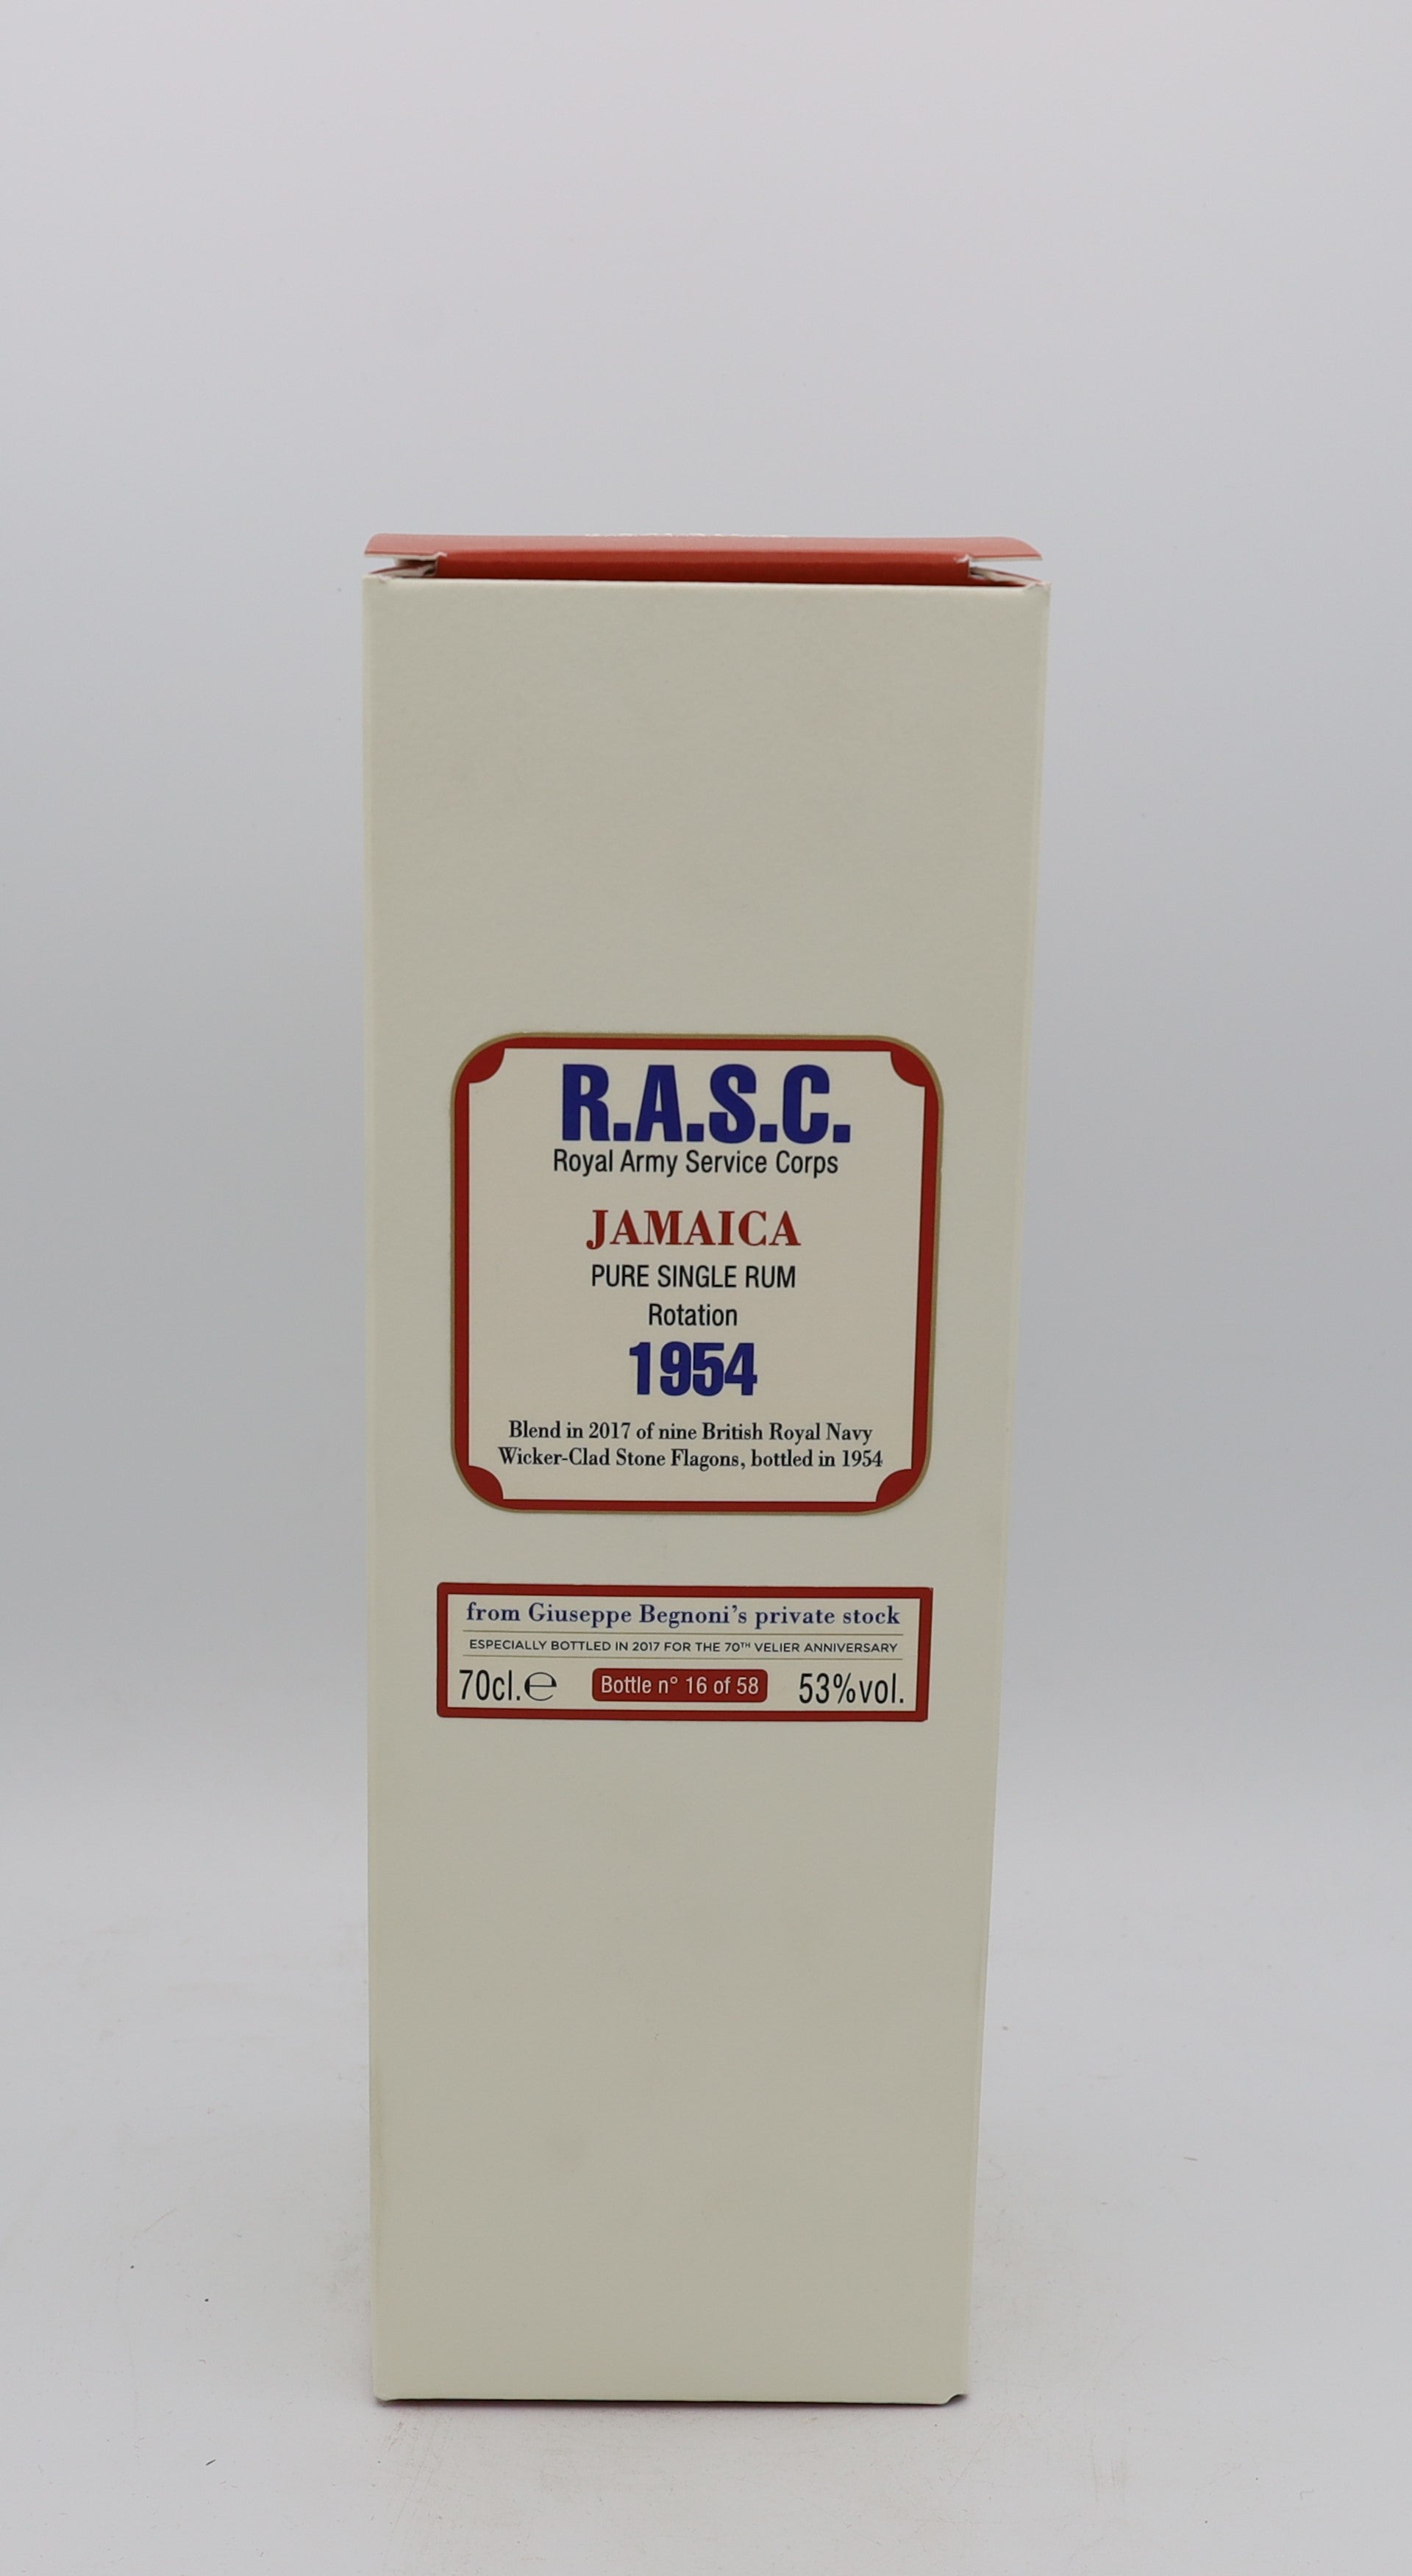 R.A.S.C.
Royal Army Service Corps
JAMAICA
PURE SINGLE RUM
Rotation
1954
Blend in 2017 of nine British Royal Navy
Wicker-Clad Stone Flagons, bottled in 1954
from Giuseppe Begnoni's private stock
ESPECIALLY BOTTLED IN 2017 FOR THE 70TH VELIER ANNIVERSARY
70cl.℮ Bottle n° 16 of 58 53%vol.